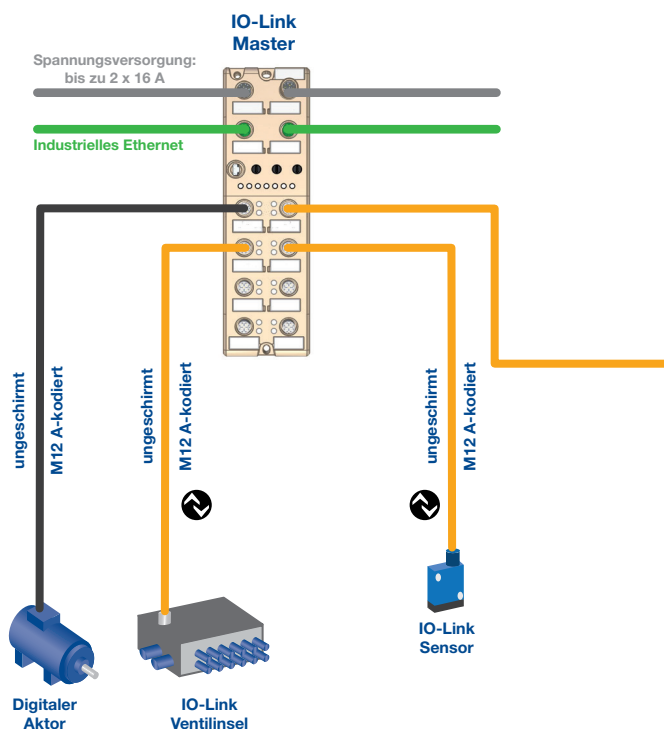 IO-Link
Master
Spannungsversorgung:
bis zu 2 x 16 A
Industrielles Ethernet
ungeschirmt
M12 A-kodiert
ungeschirmt
M12 A-kodiert
ungeschirmt
M12 A-kodiert
IO-Link
Sensor
Digitaler
Aktor
IO-Link
Ventilinsel